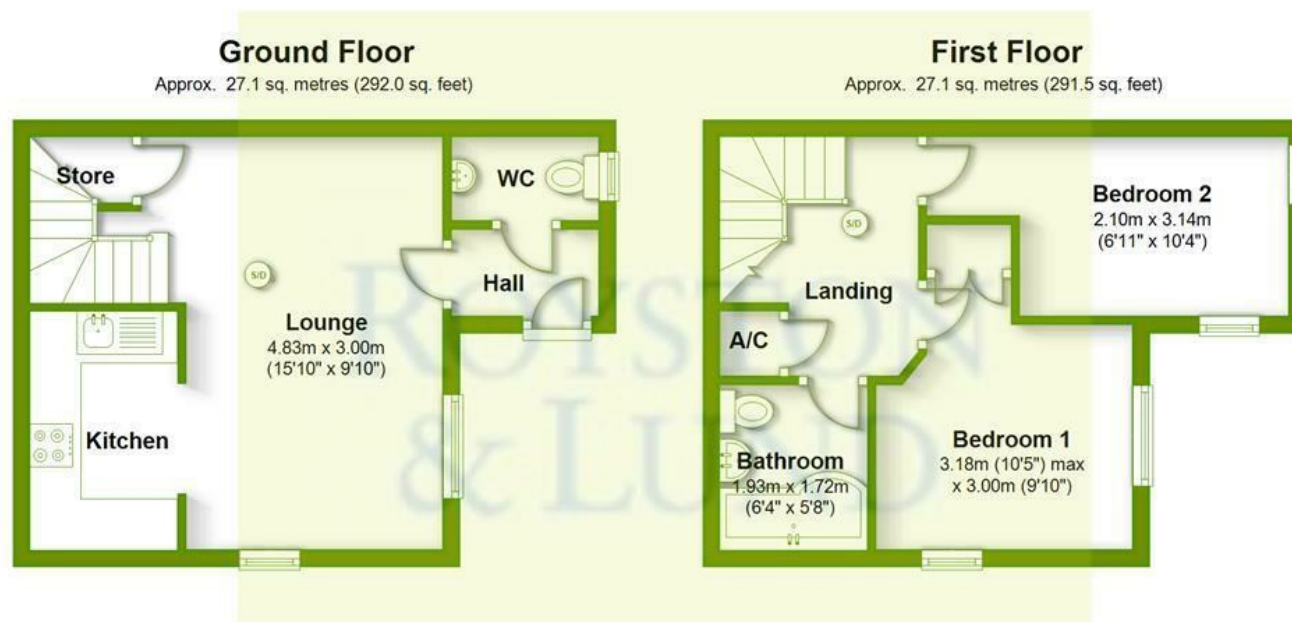 Ground Floor
Approx. 27.1 sq. metres (292.0 sq. feet)
Store
WC
S/D
Hall
Lounge
4.83m x 3.00m
(15'10" x 9'10")
Kitchen
First Floor
Approx. 27.1 sq. metres (291.5 sq. feet)
Bedroom 2
2.10m x 3.14m
(6'11" x 10'4")
S/D
Landing
A/C
Bedroom 1
3.18m (10'5") max
x 3.00m (9'10")
Bathroom
1.93m x 1.72m
(6'4" x 5'8")
ROYSTON
& LUND